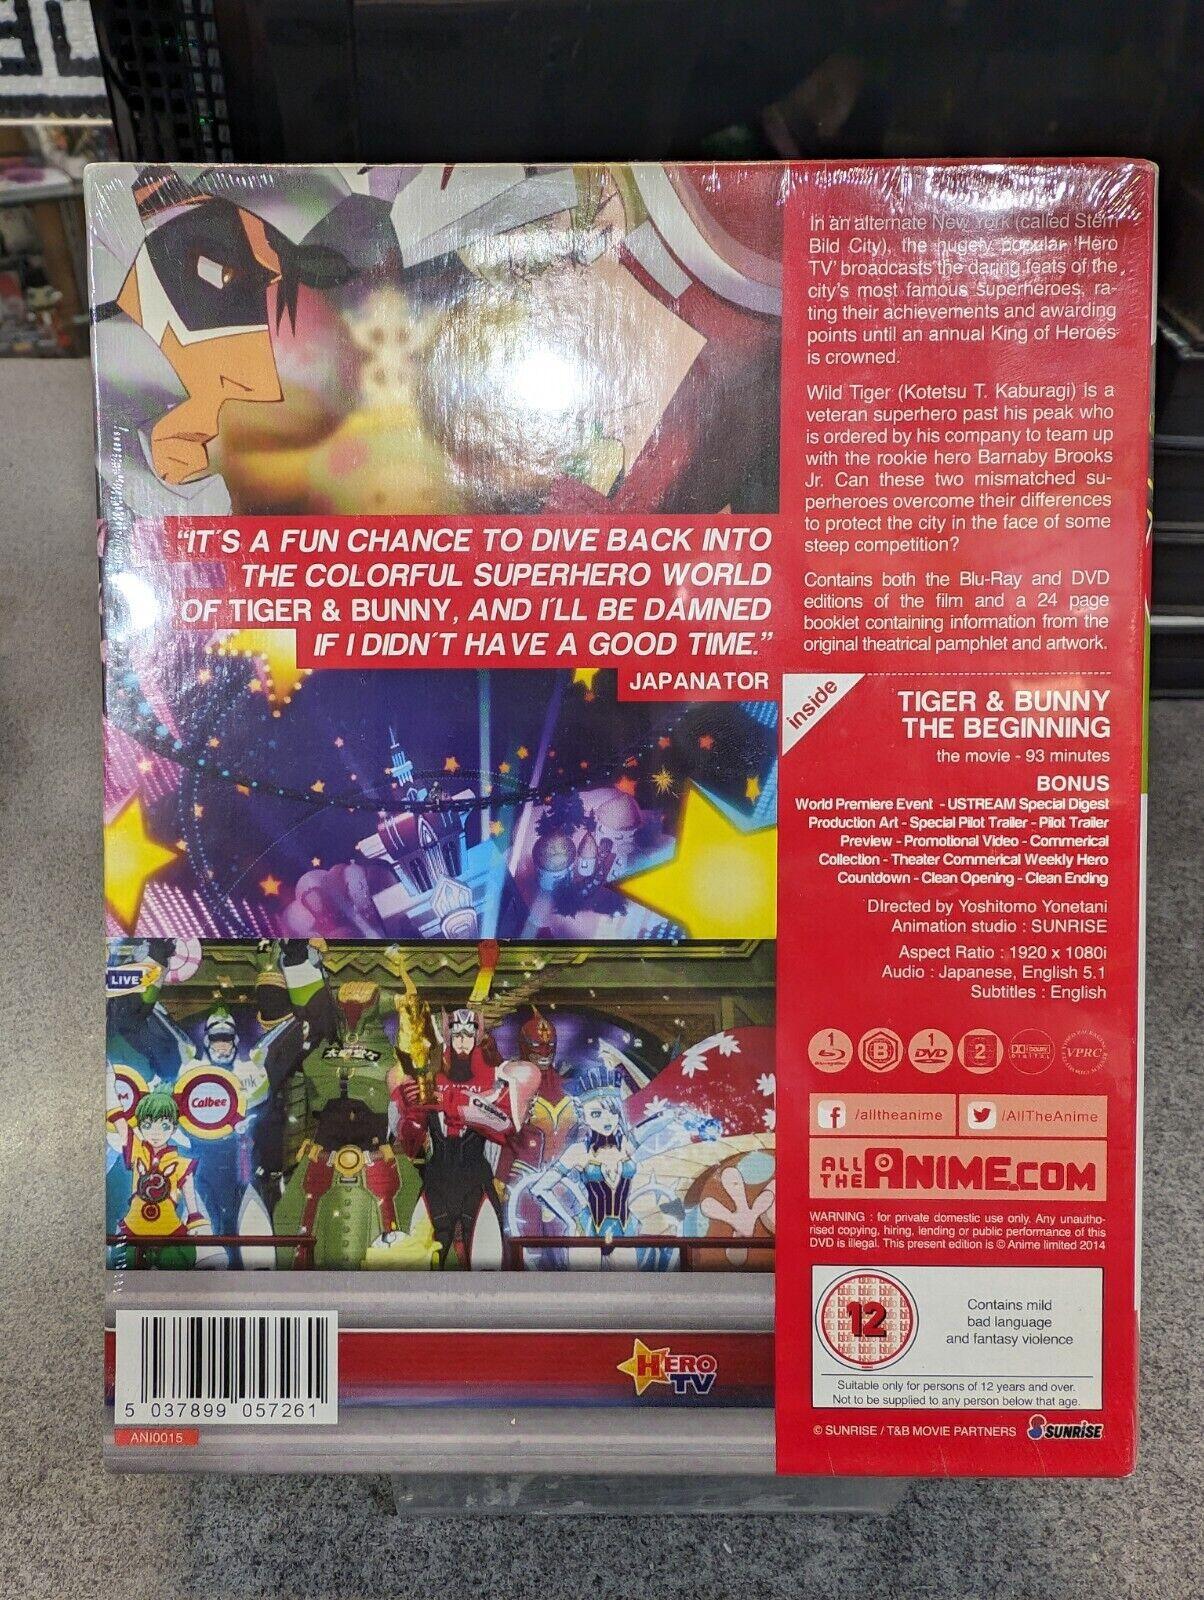 In an alternate New York (called Stern
Bild City), the hugely popular 'Hero
TV' broadcasts the daring feats of the
city's most famous superheroes, ra-
ting their achievements and awarding
points until an annual King of Heroes
is crowned.
Wild Tiger (Kotetsu T. Kaburagi) is a
veteran superhero past his peak who
is ordered by his company to team up
with the rookie hero Barnaby Brooks
Jr. Can these two mismatched su-
perheroes overcome their differences
to protect the city in the face of some
steep competition?
Contains both the Blu-Ray and DVD
editions of the film and a 24 page
booklet containing information from the
original theatrical pamphlet and artwork.
"IT'S A FUN CHANCE TO DIVE BACK INTO
THE COLORFUL SUPERHERO WORLD
OF TIGER & BUNNY, AND I'LL BE DAMNED
IF I DIDN'T HAVE A GOOD TIME."
JAPANATOR
inside
TIGER & BUNNY
THE BEGINNING
the movie - 93 minutes
BONUS
World Premiere Event - USTREAM Special Digest
Production Art - Special Pilot Trailer - Pilot Trailer
Preview - Promotional Video - Commerical
Collection - Theater Commerical Weekly Hero
Countdown - Clean Opening - Clean Ending
DIrected by Yoshitomo Yonetani
Animation studio : SUNRISE
Aspect Ratio : 1920 x 1080i
Audio : Japanese, English 5.1
Subtitles : English
1 B 1 DVD 2 DOLBY DIGITAL VPRC
/alltheanime /AllTheAnime
ALL THE ANIME.COM
WARNING : for private domestic use only. Any unautho-
rised copying, hiring, lending or public performance of this
DVD is illegal. This present edition is © Anime limited 2014
12
Contains mild
bad language
and fantasy violence
Suitable only for persons of 12 years and over.
Not to be supplied to any person below that age.
© SUNRISE / T&B MOVIE PARTNERS SUNRISE
LIVE
Calbee
BANDAI
Crusade
HERO
TV
5 037899 057261
ANI0015